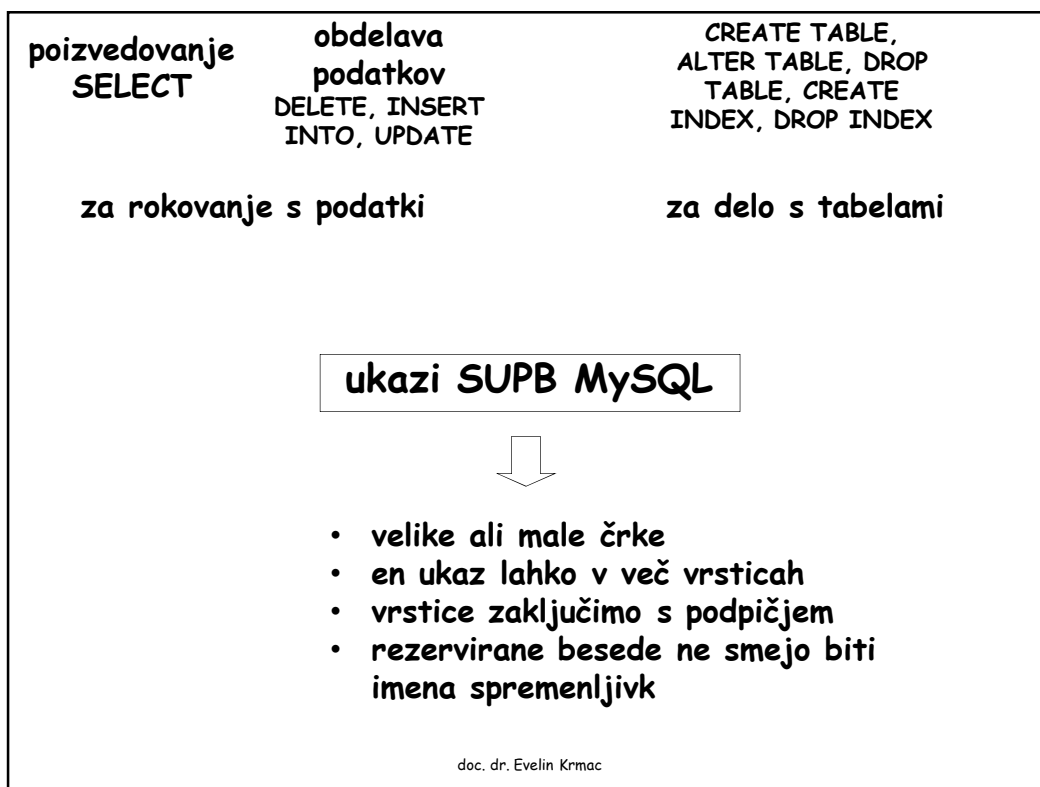 poizvedovanje
SELECT
obdelava
podatkov
DELETE, INSERT
INTO, UPDATE
CREATE TABLE,
ALTER TABLE, DROP
TABLE, CREATE
INDEX, DROP INDEX
za rokovanje s podatki
za delo s tabelami
ukazi SUPB MySQL
• velike ali male črke
• en ukaz lahko v več vrsticah
• vrstice zaključimo s podpičjem
• rezervirane besede ne smejo biti
imena spremenljivk
doc. dr. Evelin Krmac